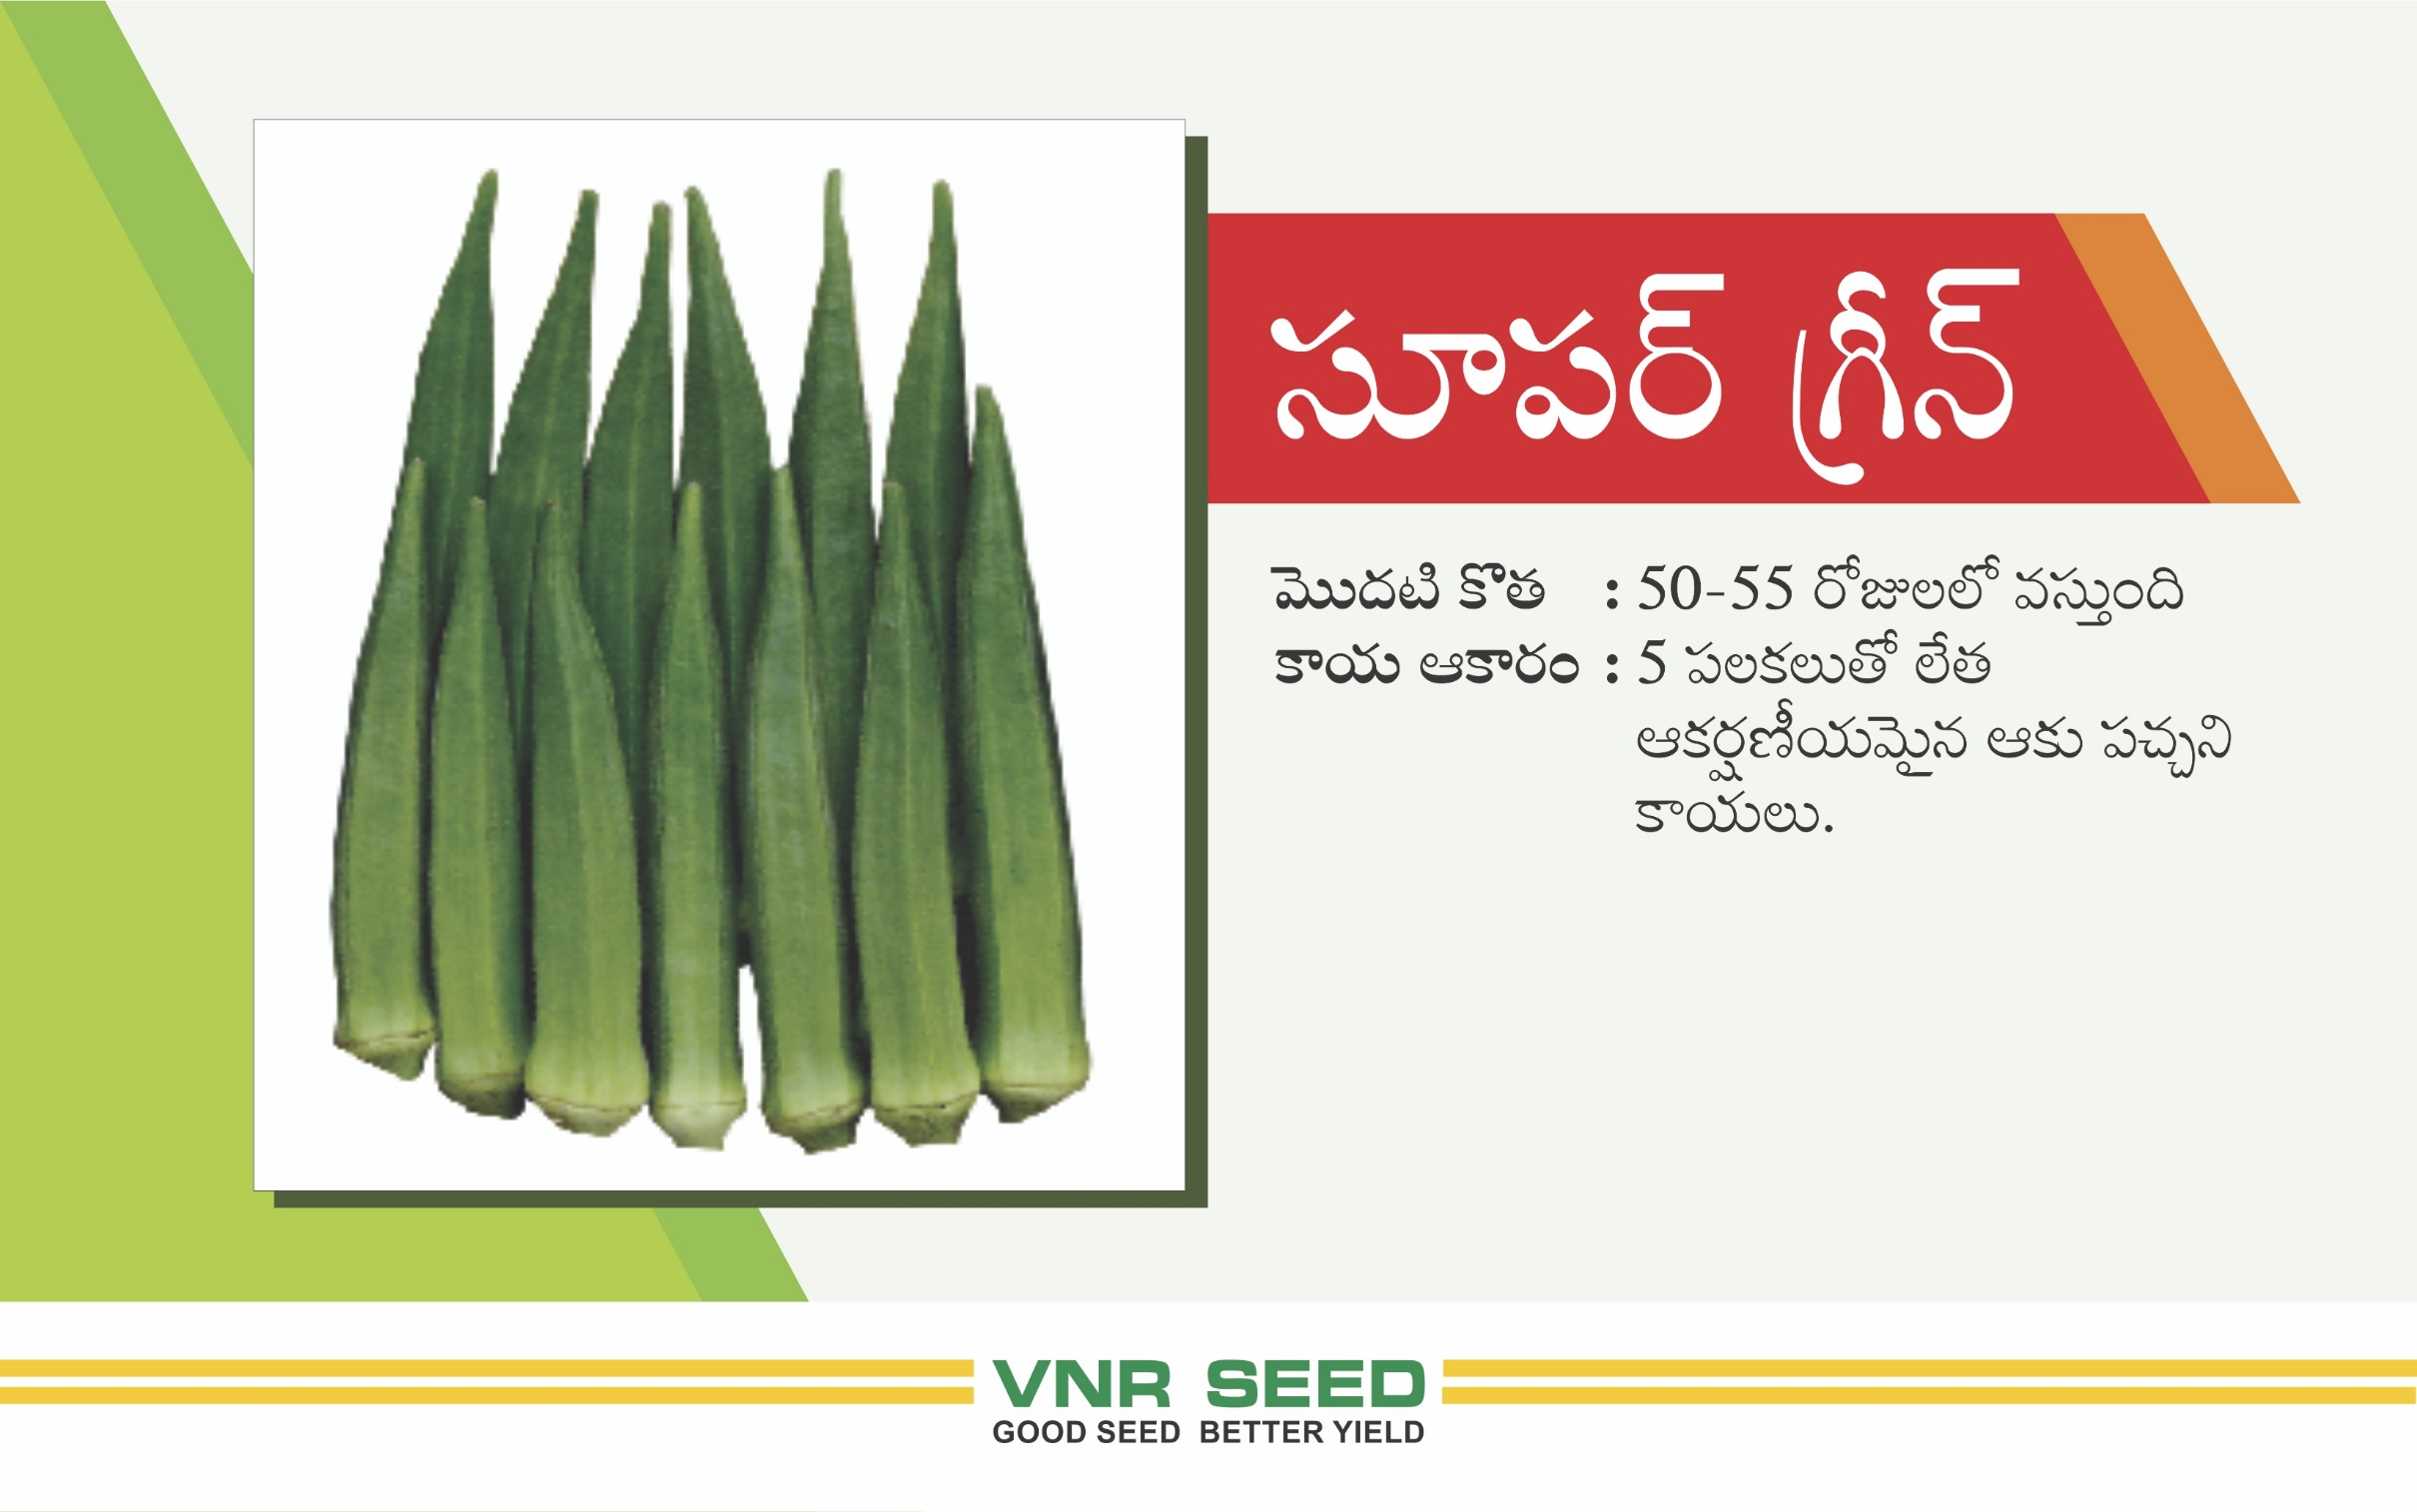 సూపర్ గ్రీన్
మొదటి కోత : 50-55 రోజులలో వస్తుంది
కాయ ఆకారం : 5 పలకలుతో లేత
ఆకర్షణీయమైన ఆకు పచ్చని
కాయలు.
VNR SEED
GOOD SEED BETTER YIELD